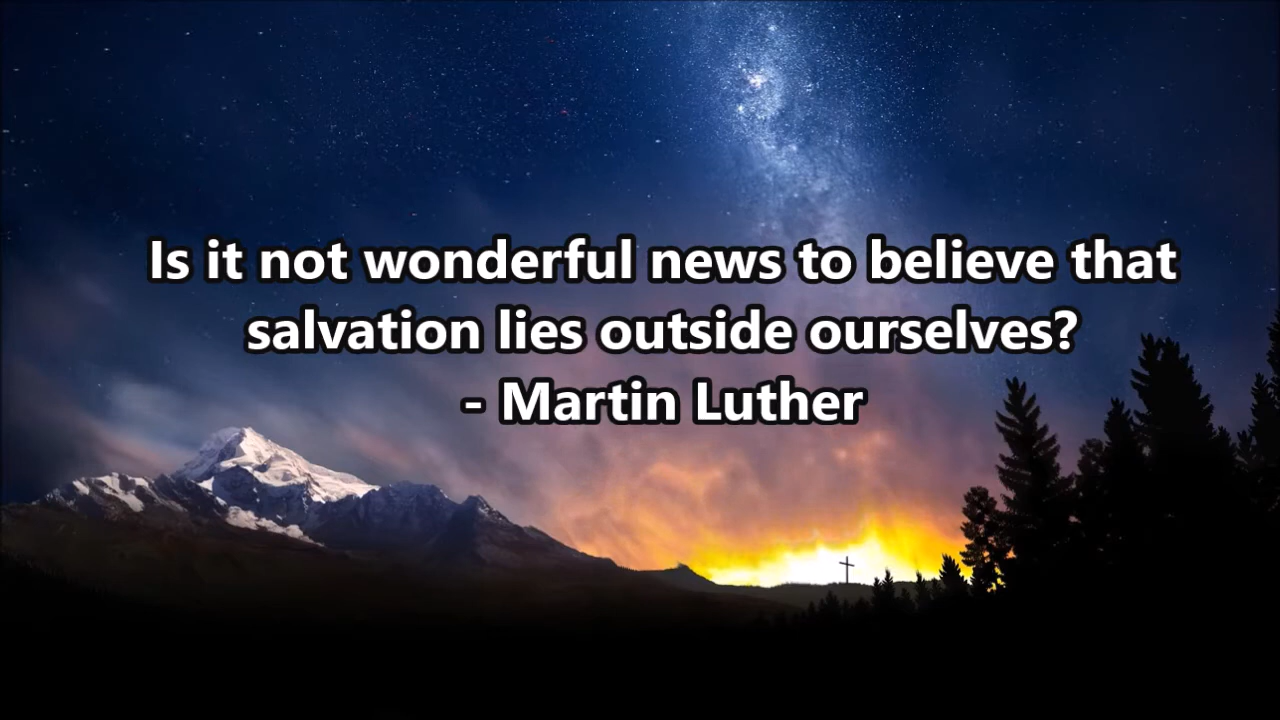 Is it not wonderful news to believe that
salvation lies outside ourselves?
- Martin Luther